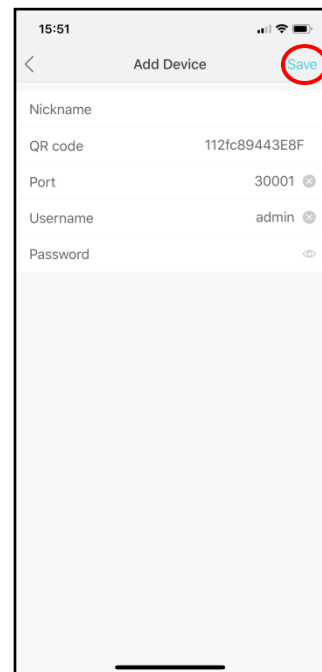 15:51
Add Device Save
Nickname
QR code 112fc89443E8F
Port 30001
Username admin
Password